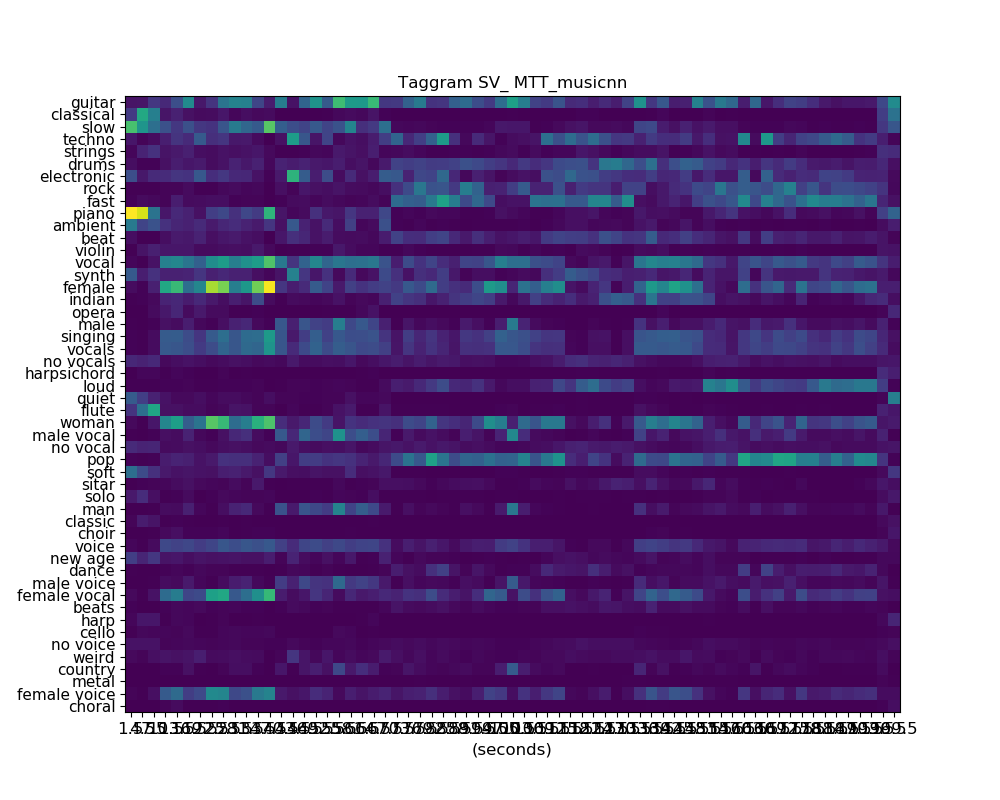 Taggram SV_ MTT_musicnn
guitar
classical
slow
techno
strings
drums
electronic
rock
fast
piano
ambient
beat
violin
vocal
synth
female
indian
opera
male
singing
vocals
no vocals
harpsichord
loud
quiet
flute
woman
male vocal
no vocal
pop
soft
sitar
solo
man
classic
choir
voice
new age
dance
male voice
female vocal
beats
harp
cello
no voice
weird
country
metal
female voice
choral
(seconds)